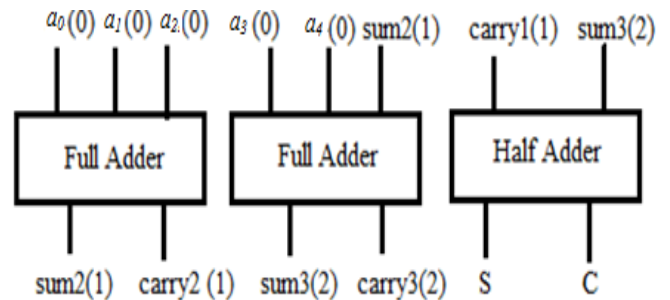 a0 (0) a1 (0) a2. (0) a3 (0) a4 (0) sum2(1) carry1(1) sum3(2)
Full Adder Full Adder Half Adder
sum2(1) carry2 (1) sum3(2) carry3(2) S C